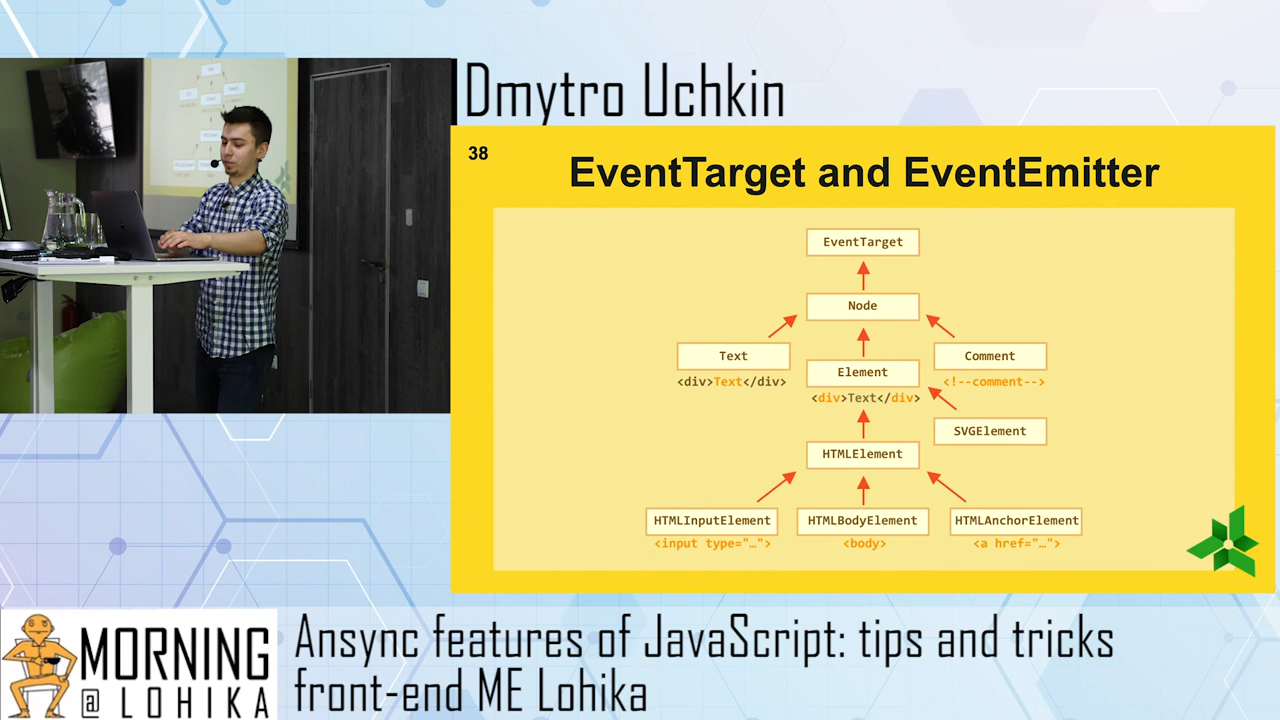 Dmytro Uchkin
38
EventTarget and EventEmitter
EventTarget
Node
Text
<div>Text</div>
Element
<div>Text</div>
Comment
<!--comment-->
SVGElement
HTMLElement
HTMLInputElement
<input type="…">
HTMLBodyElement
<body>
HTMLAnchorElement
<a href="…">
MORNING
@ LOHIKA
Ansync features of JavaScript: tips and tricks
front-end ME Lohika